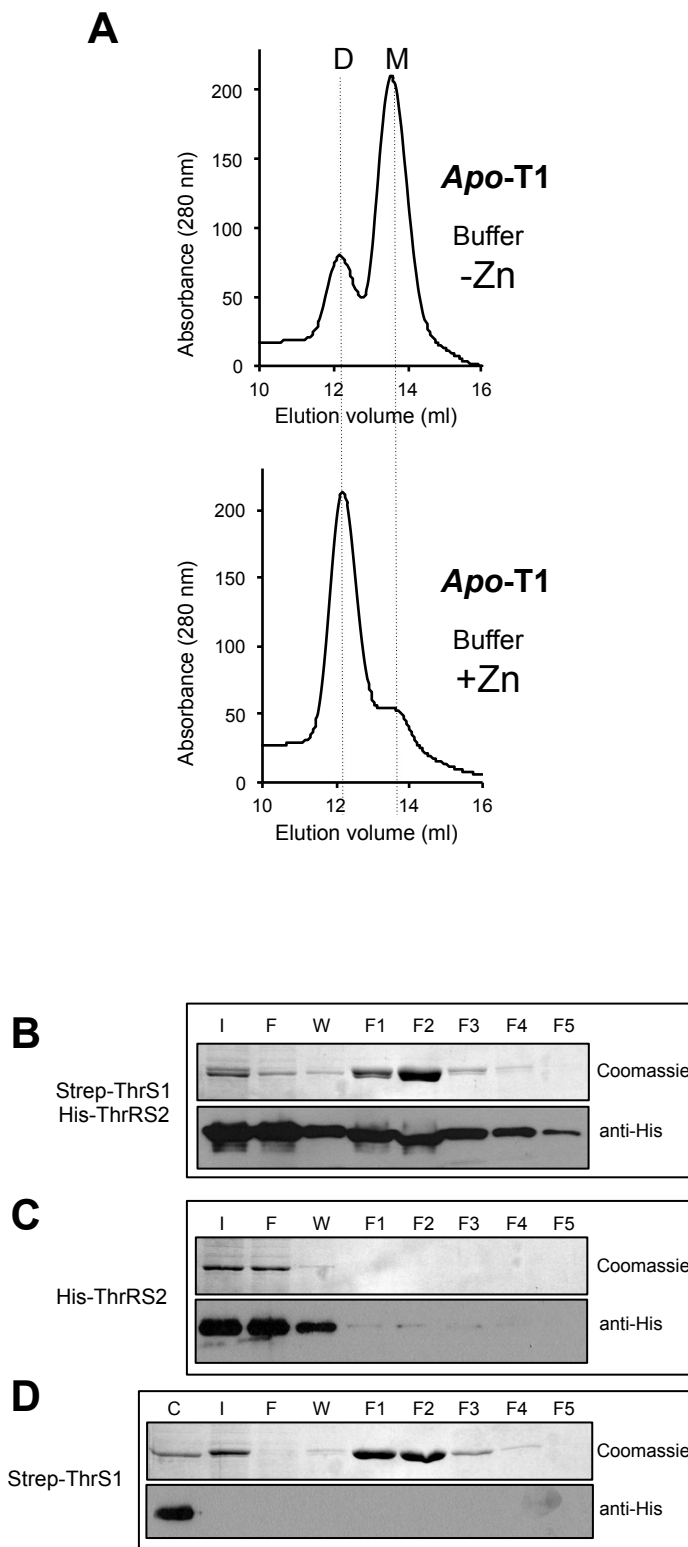 A
D M
200
150
100
50
0
Absorbance (280 nm)
Apo-T1
Buffer
-Zn
10 12 14 16
Elution volume (ml)
200
150
100
50
0
Absorbance (280 nm)
Apo-T1
Buffer
+Zn
10 12 14 16
Elution volume (ml)
B
Strep-ThrS1
His-ThrRS2
I F W F1 F2 F3 F4 F5
Coomassie
anti-His
C
His-ThrRS2
I F W F1 F2 F3 F4 F5
Coomassie
anti-His
D
Strep-ThrS1
C I F W F1 F2 F3 F4 F5
Coomassie
anti-His